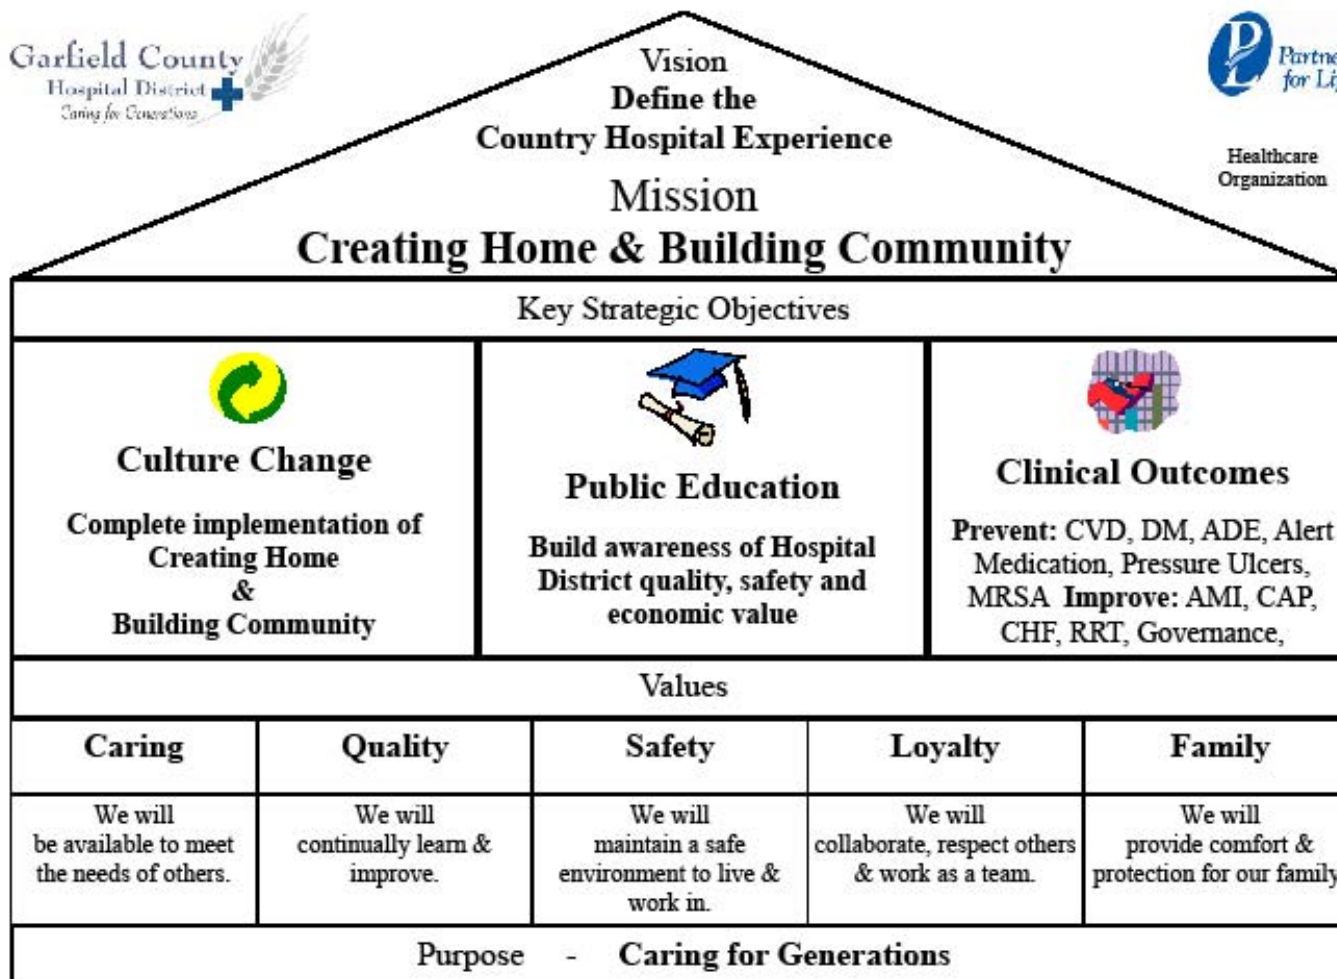 Garfield County
Hospital District
Caring for Generations
Vision
Define the
Country Hospital Experience
Mission
Creating Home & Building Community
PL
for
Healthcare
Organization
Key Strategic Objectives
Culture Change
Complete implementation of
Creating Home
&
Building Community
Public Education
Build awareness of Hospital
District quality, safety and
economic value
Clinical Outcomes
Prevent: CVD, DM, ADE, Alert
Medication, Pressure Ulcers,
MRSA Improve: AMI, CAP,
CHF, RRT, Governance,
Values
Caring
Quality
Safety
Loyalty
Family
We will
be available to meet
the needs of others.
We will
continually learn &
improve.
We will
maintain a safe
environment to live &
work in.
We will
collaborate, respect others
& work as a team.
We will
provide comfort &
protection for our family
Purpose - Caring for Generations